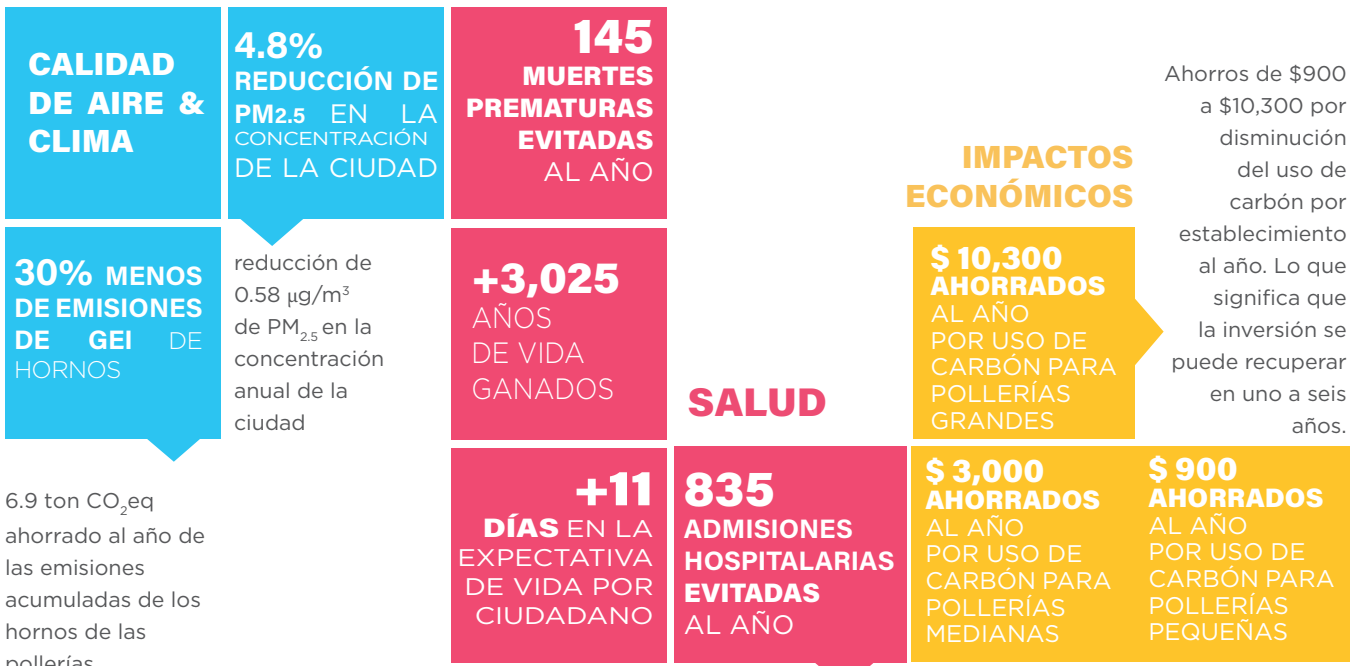 CALIDAD
DE AIRE &
CLIMA
4.8%
REDUCCIÓN DE
PM2.5 EN LA
CONCENTRACIÓN
DE LA CIUDAD
30% MENOS
DE EMISIONES
DE GEI DE
HORNOS
reducción de
0.58 µg/m³
de PM₂.₅ en la
concentración
anual de la
ciudad
6.9 ton CO₂eq
ahorrado al año de
las emisiones
acumuladas de los
hornos de las
pollerías
145
MUERTES
PREMATURAS
EVITADAS
AL AÑO
+3,025
AÑOS
DE VIDA
GANADOS
SALUD
+11
DÍAS EN LA
EXPECTATIVA
DE VIDA POR
CIUDADANO
835
ADMISIONES
HOSPITALARIAS
EVITADAS
AL AÑO
IMPACTOS
ECONÓMICOS
$ 10,300
AHORRADOS
AL AÑO
POR USO DE
CARBÓN PARA
POLLERÍAS
GRANDES
Ahorros de $900
a $10,300 por
disminución
del uso de
carbón por
establecimiento
al año. Lo que
significa que
la inversión se
puede recuperar
en uno a seis
años.
$ 3,000
AHORRADOS
AL AÑO
POR USO DE
CARBÓN PARA
POLLERÍAS
MEDIANAS
$ 900
AHORRADOS
AL AÑO
POR USO DE
CARBÓN PARA
POLLERÍAS
PEQUEÑAS